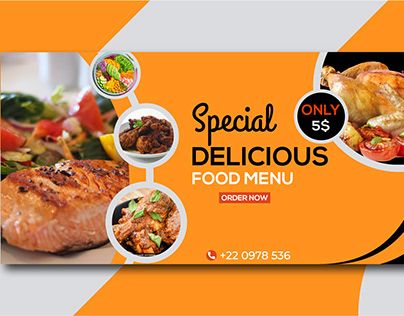 Special
DELICIOUS
FOOD MENU
ORDER NOW
ONLY
5$
+22 0978 536